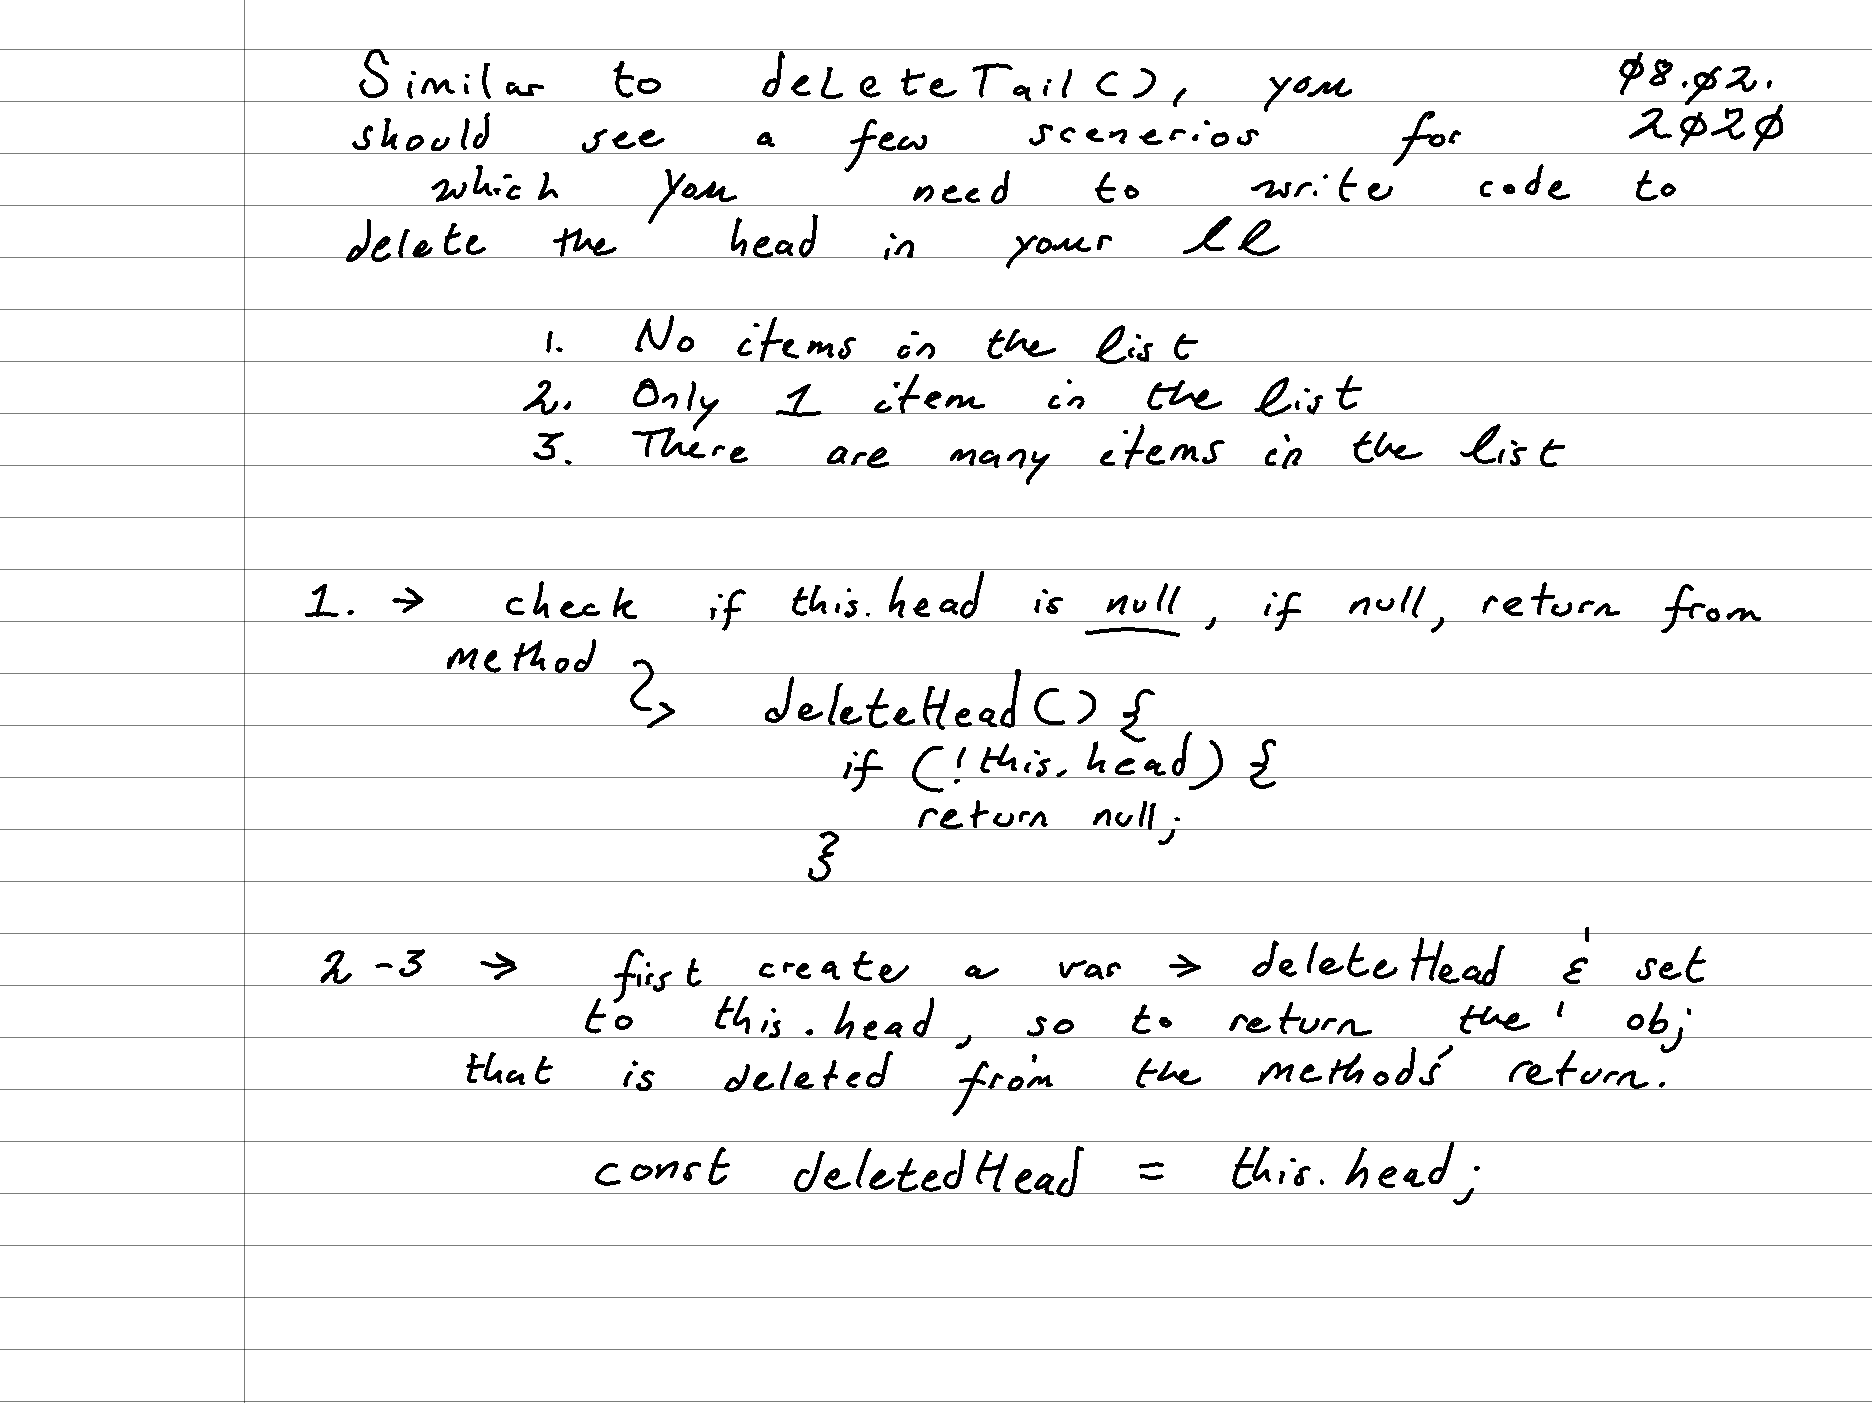 Similar to deleteTail(), you 08.02.
should see a few scenerios for 2020
which you need to write code to
delete the head in your ll
1. No items in the list
2. Only 1 item in the list
3. There are many items in the list
1. → check if this.head is null, if null, return from
method
deleteHead() {
if (!this.head) {
return null;
}
2-3 → first create a var → deleteHead & set
to this.head, so to return the obj
that is deleted from the methods' return.
const deletedHead = this.head;